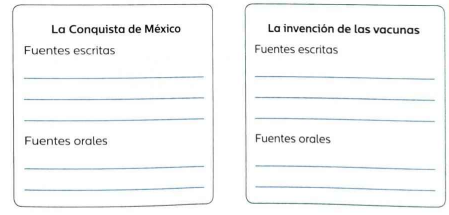 La Conquista de México
Fuentes escritas
Fuentes orales
La invención de las vacunas
Fuentes escritas
Fuentes orales